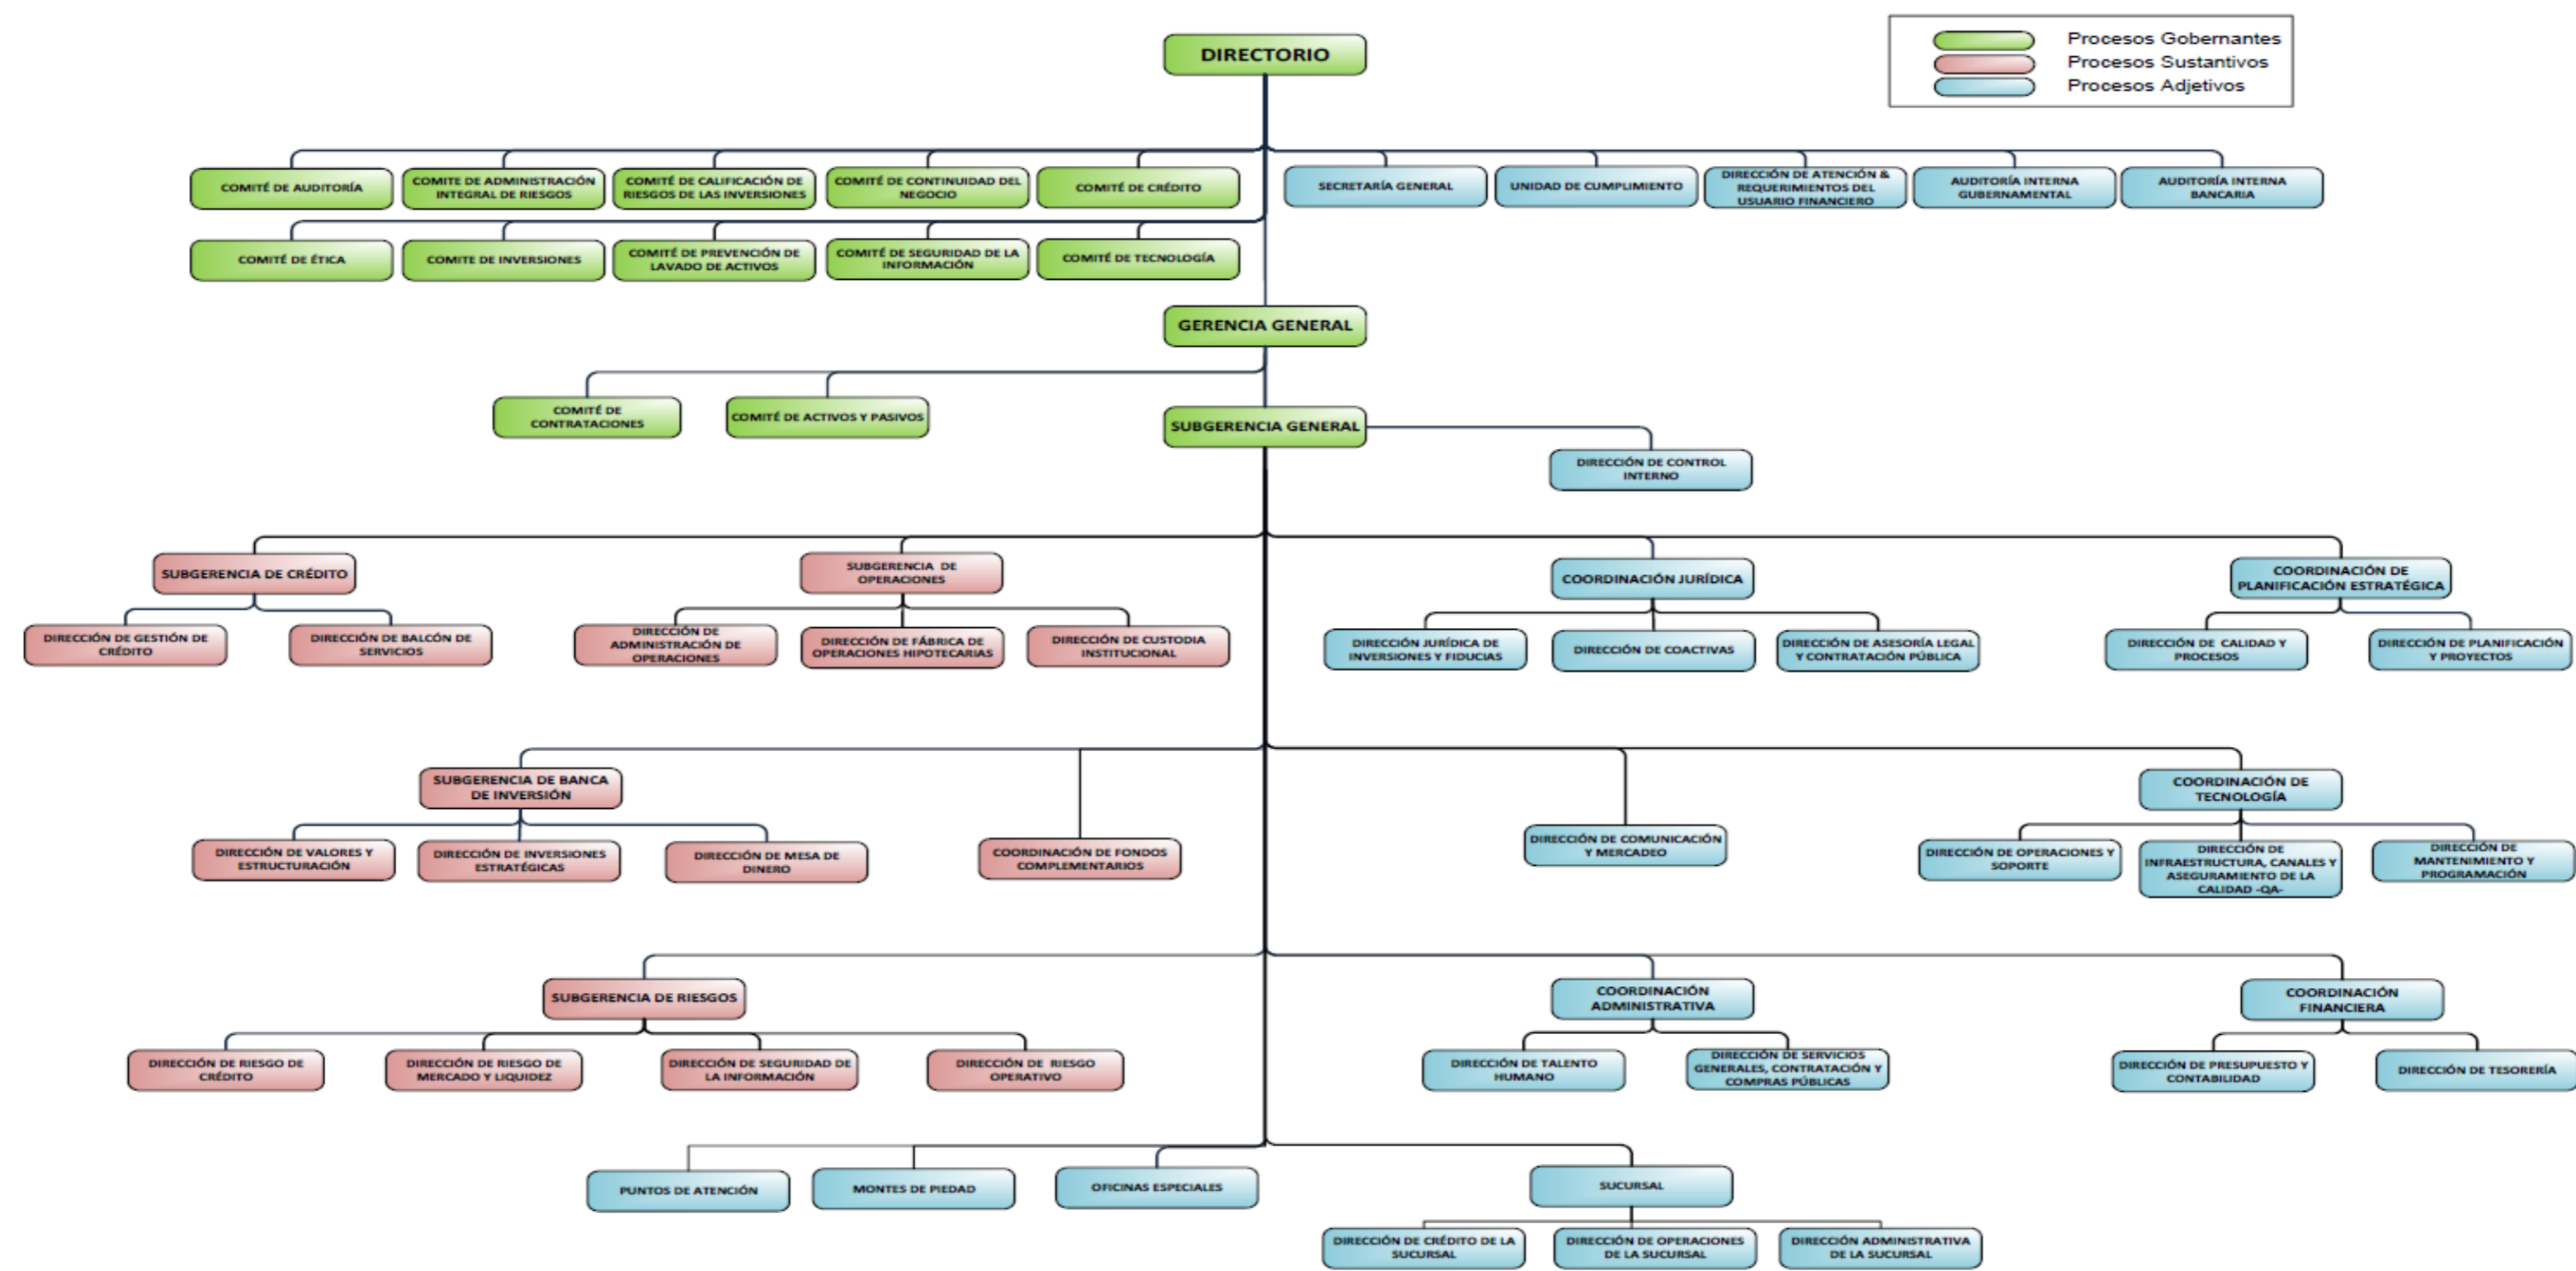 DIRECTORIO
Procesos Gobernantes
Procesos Sustantivos
Procesos Adjetivos
COMITÉ DE AUDITORÍA
COMITE DE ADMINISTRACIÓN
INTEGRAL DE RIESGOS
COMITÉ DE CALIFICACIÓN DE
RIESGOS DE LAS INVERSIONES
COMITÉ DE CONTINUIDAD DEL
NEGOCIO
COMITÉ DE CRÉDITO
SECRETARÍA GENERAL
UNIDAD DE CUMPLIMIENTO
DIRECCIÓN DE ATENCIÓN &
REQUERIMIENTOS DEL
USUARIO FINANCIERO
AUDITORÍA INTERNA
GUBERNAMENTAL
AUDITORÍA INTERNA
BANCARIA
COMITÉ DE ÉTICA
COMITE DE INVERSIONES
COMITÉ DE PREVENCIÓN DE
LAVADO DE ACTIVOS
COMITÉ DE SEGURIDAD DE LA
INFORMACIÓN
COMITÉ DE TECNOLOGÍA
GERENCIA GENERAL
COMITÉ DE
CONTRATACIONES
COMITÉ DE ACTIVOS Y PASIVOS
SUBGERENCIA GENERAL
DIRECCIÓN DE CONTROL
INTERNO
SUBGERENCIA DE CRÉDITO
SUBGERENCIA DE
OPERACIONES
COORDINACIÓN JURÍDICA
COORDINACIÓN DE
PLANIFICACIÓN ESTRATÉGICA
DIRECCIÓN DE GESTIÓN DE
CRÉDITO
DIRECCIÓN DE BALCÓN DE
SERVICIOS
DIRECCIÓN DE
ADMINISTRACIÓN DE
OPERACIONES
DIRECCIÓN DE FÁBRICA DE
OPERACIONES HIPOTECARIAS
DIRECCIÓN DE CUSTODIA
INSTITUCIONAL
DIRECCIÓN JURÍDICA DE
INVERSIONES Y FIDUCIAS
DIRECCIÓN DE COACTIVAS
DIRECCIÓN DE ASESORÍA LEGAL
Y CONTRATACIÓN PÚBLICA
DIRECCIÓN DE CALIDAD Y
PROCESOS
DIRECCIÓN DE PLANIFICACIÓN
Y PROYECTOS
SUBGERENCIA DE BANCA
DE INVERSIÓN
COORDINACIÓN DE
TECNOLOGÍA
DIRECCIÓN DE VALORES Y
ESTRUCTURACIÓN
DIRECCIÓN DE INVERSIONES
ESTRATÉGICAS
DIRECCIÓN DE MESA DE
DINERO
COORDINACIÓN DE FONDOS
COMPLEMENTARIOS
DIRECCIÓN DE COMUNICACIÓN
Y MERCADEO
DIRECCIÓN DE OPERACIONES Y
SOPORTE
DIRECCIÓN DE
INFRAESTRUCTURA, CANALES Y
ASEGURAMIENTO DE LA
CALIDAD -QA-
DIRECCIÓN DE
MANTENIMIENTO Y
PROGRAMACIÓN
SUBGERENCIA DE RIESGOS
COORDINACIÓN
ADMINISTRATIVA
COORDINACIÓN
FINANCIERA
DIRECCIÓN DE RIESGO DE
CRÉDITO
DIRECCIÓN DE RIESGO DE
MERCADO Y LIQUIDEZ
DIRECCIÓN DE SEGURIDAD DE
LA INFORMACIÓN
DIRECCIÓN DE RIESGO
OPERATIVO
DIRECCIÓN DE TALENTO
HUMANO
DIRECCIÓN DE SERVICIOS
GENERALES, CONTRATACIÓN Y
COMPRAS PÚBLICAS
DIRECCIÓN DE PRESUPUESTO Y
CONTABILIDAD
DIRECCIÓN DE TESORERÍA
PUNTOS DE ATENCIÓN
MONTES DE PIEDAD
OFICINAS ESPECIALES
SUCURSAL
DIRECCIÓN DE CRÉDITO DE LA
SUCURSAL
DIRECCIÓN DE OPERACIONES
DE LA SUCURSAL
DIRECCIÓN ADMINISTRATIVA
DE LA SUCURSAL